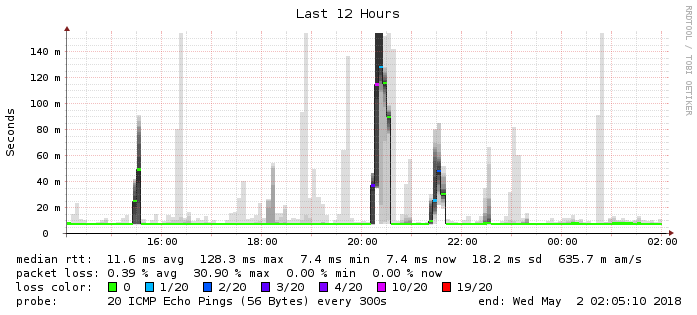 Last 12 Hours
RRDTOOL / TOBI OETIKER
Seconds
140 m
120 m
100 m
80 m
60 m
40 m
20 m
0
16:00 18:00 20:00 22:00 00:00 02:00
median rtt: 11.6 ms avg 128.3 ms max 7.4 ms min 7.4 ms now 18.2 ms sd 635.7 m am/s
packet loss: 0.39 % avg 30.90 % max 0.00 % min 0.00 % now
loss color: 0 1/20 2/20 3/20 4/20 10/20 19/20
probe: 20 ICMP Echo Pings (56 Bytes) every 300s end: Wed May 2 02:05:10 2018